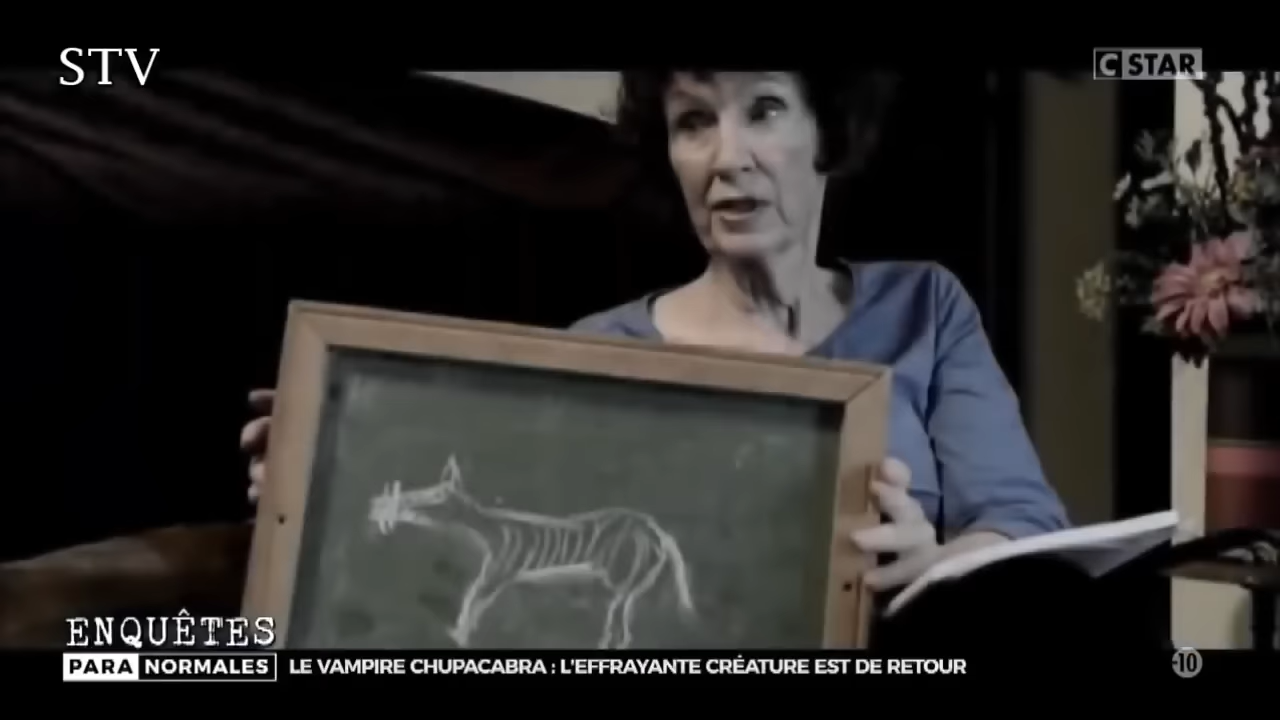 STV
C STAR
ENQUÊTES
PARA NORMALES
LE VAMPIRE CHUPACABRA : L'EFFRAYANTE CRÉATURE EST DE RETOUR
-10